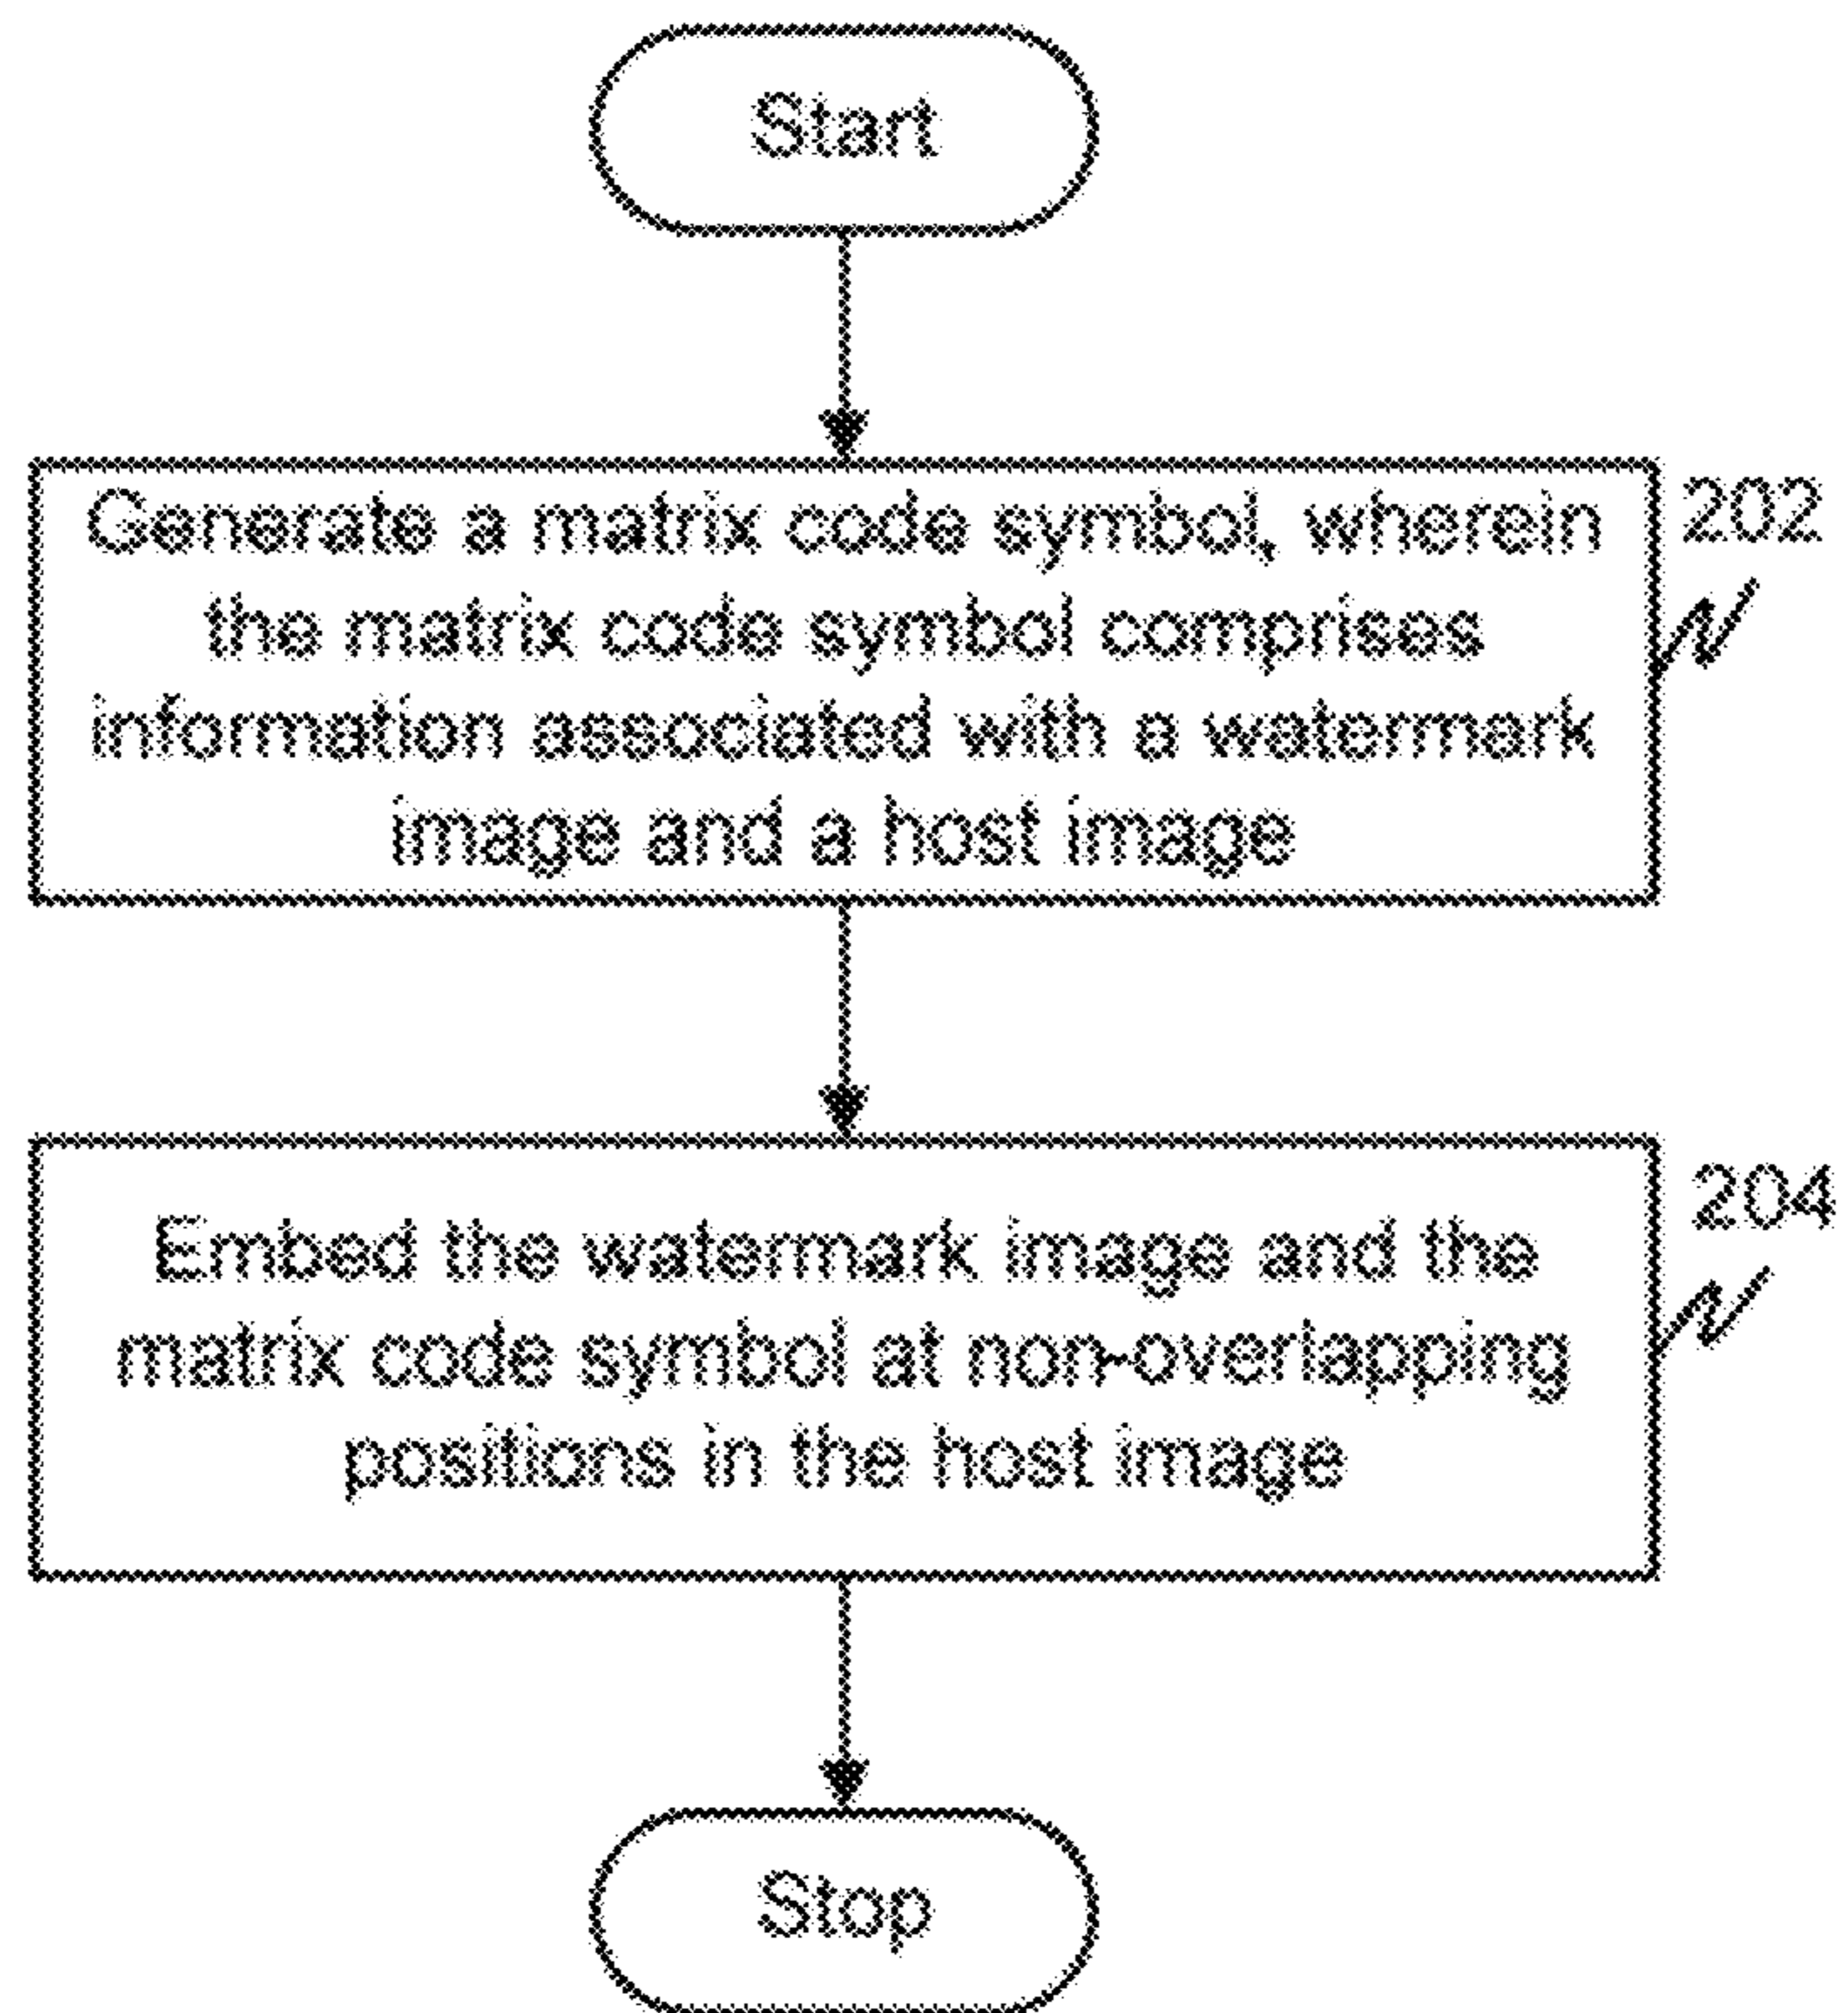 Start
Generate a matrix code symbol, wherein
the matrix code symbol comprises
information associated with a watermark
image and a host image
202
Embed the watermark image and the
matrix code symbol at non-overlapping
positions in the host image
204
Stop